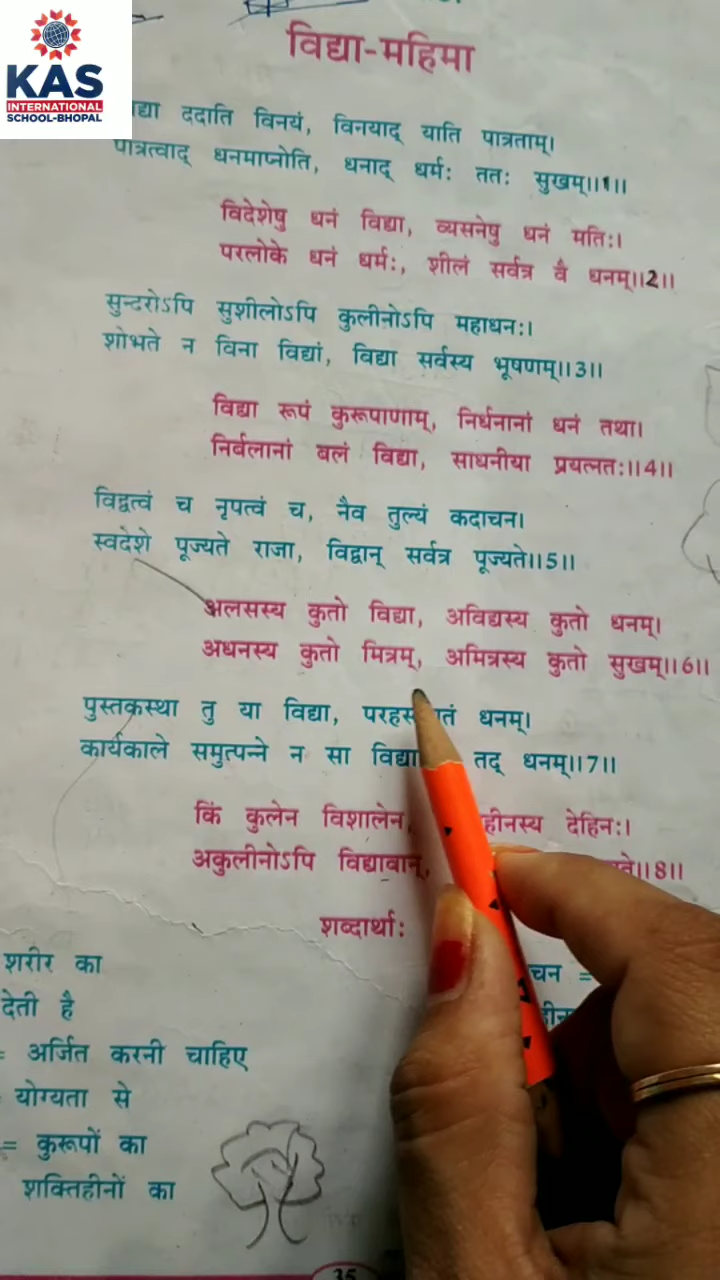 KAS
INTERNATIONAL
SCHOOL-BHOPAL
विद्या-महिमा
ददाति विनयं, विनयाद् याति पात्रताम्।
पात्रत्वाद् धनमाप्नोति, धनाद् धर्मः ततः सुखम्।।1।।
विदेशेषु धनं विद्या, व्यसनेषु धनं मतिः।
परलोके धनं धर्मः, शीलं सर्वत्र वै धनम्।।2।।
सुन्दरोऽपि सुशीलोऽपि कुलीनोऽपि महाधनः।
शोभते न विना विद्यां, विद्या सर्वस्य भूषणम्।।3।।
विद्या रूपं कुरूपाणाम्, निर्धनानां धनं तथा।
निर्बलानां बलं विद्या, साधनीया प्रयत्नतः।।4।।
विद्वत्वं च नृपत्वं च, नैव तुल्यं कदाचन।
स्वदेशे पूज्यते राजा, विद्वान् सर्वत्र पूज्यते।।5।।
अलसस्य कुतो विद्या, अविद्यस्य कुतो धनम्।
अधनस्य कुतो मित्रम्, अमित्रस्य कुतो सुखम्।।6।।
पुस्तकस्था तु या विद्या, धनम्।
कार्यकाले समुत्पन्ने न सा विद्या तद् धनम्।।7।।
किं कुलेन विशालेन, देहिनः।
अकुलीनोऽपि विद्यावान्, ।।8।।
शब्दार्थाः
शरीर का
चन =
देती है
= अर्जित करनी चाहिए
योग्यता से
= कुरूपों का
शक्तिहीनों का
35